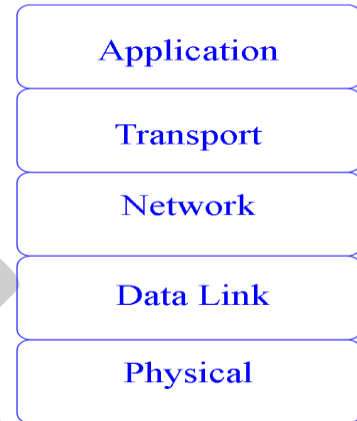 Application
Transport
Network
Data Link
Physical